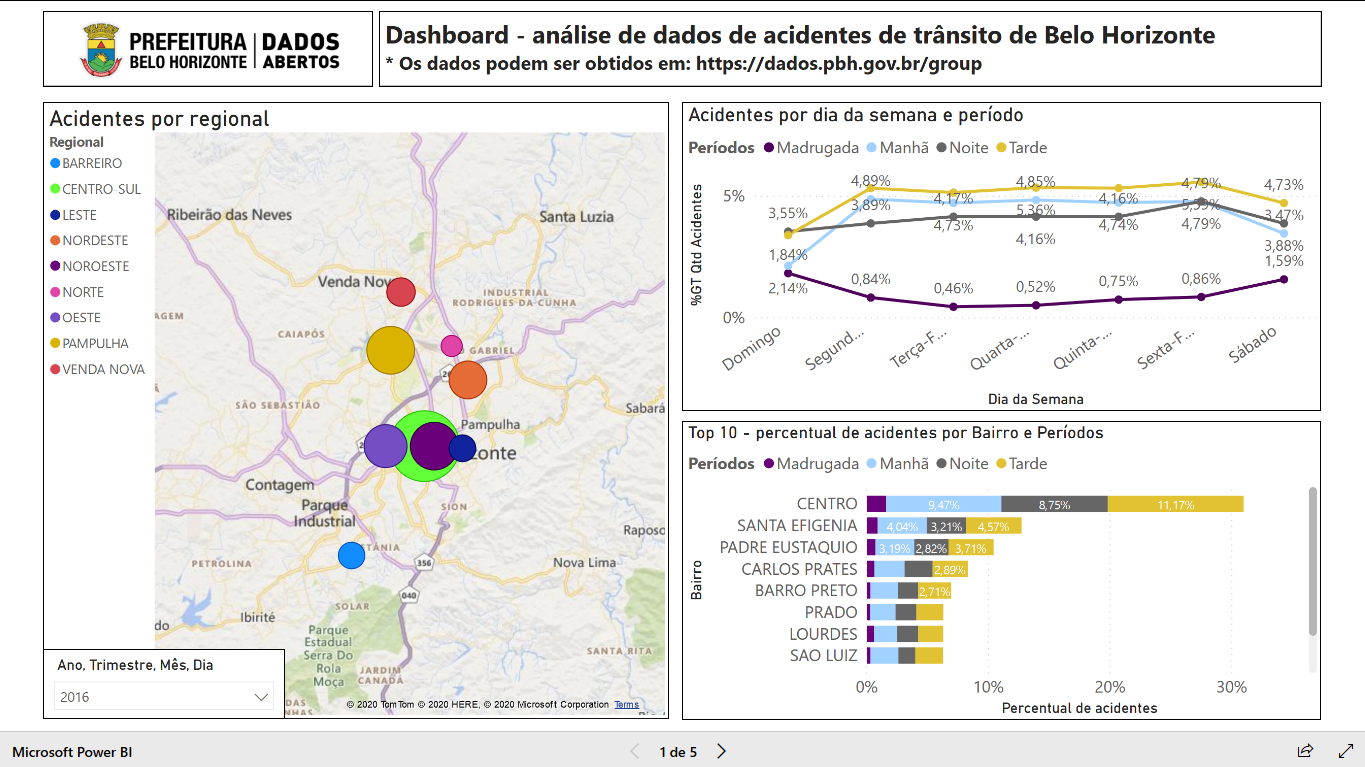 PREFEITURA
BELO HORIZONTE
DADOS
ABERTOS
Dashboard - análise de dados de acidentes de trânsito de Belo Horizonte
* Os dados podem ser obtidos em: https://dados.pbh.gov.br/group
Acidentes por regional
Regional
BARREIRO
CENTRO SUL
LESTE
NORDESTE
NOROESTE
NORTE
OESTE
PAMPULHA
VENDA NOVA
Ribeirão das Neves
Santa Luzia
Venda Nov
INDUSTRIAL
RODRIGUES DA CUNHA
AGEM
CAIAPÓS
GABRIEL
SÃO SEBASTIÃO
Sabará
Pampulha
zonte
Contagem
Parque
Industrial
SION
Raposo
TÂNIA
PETROLINA
356
Nova Lima
040
SOLAR
Ibirité
do
Parque
Estadual
Serra Do
Rola
Moça
SANTA RITA
JARDIM
CANADÁ
DAS
NHAS
© 2020 TomTom © 2020 HERE, © 2020 Microsoft Corporation Terms
Ano, Trimestre, Mês, Dia
2016
Acidentes por dia da semana e período
Períodos Madrugada Manhã Noite Tarde
%GT Qtd Acidentes
5%
0%
3,55%
1,84%
2,14%
4,89%
3,89%
0,84%
4,17%
4,73%
0,46%
4,85%
5,36%
4,16%
0,52%
4,16%
4,74%
0,75%
4,79%
5,59%
4,79%
0,86%
4,73%
3,47%
3,88%
1,59%
Domingo
Segund...
Terça-F...
Quarta-...
Quinta-...
Sexta-F...
Sábado
Dia da Semana
Top 10 - percentual de acidentes por Bairro e Períodos
Períodos Madrugada Manhã Noite Tarde
Bairro
CENTRO 9,47% 8,75% 11,17%
SANTA EFIGENIA 4,04% 3,21% 4,57%
PADRE EUSTAQUIO 3,19% 2,82% 3,71%
CARLOS PRATES 2,89%
BARRO PRETO 2,71%
PRADO
LOURDES
SAO LUIZ
0% 10% 20% 30%
Percentual de acidentes
Microsoft Power BI
1 de 5